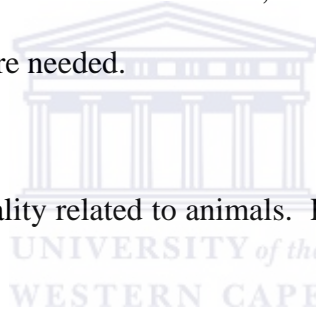 re needed.
ality related to animals.
UNIVERSITY of the
WESTERN CAPE